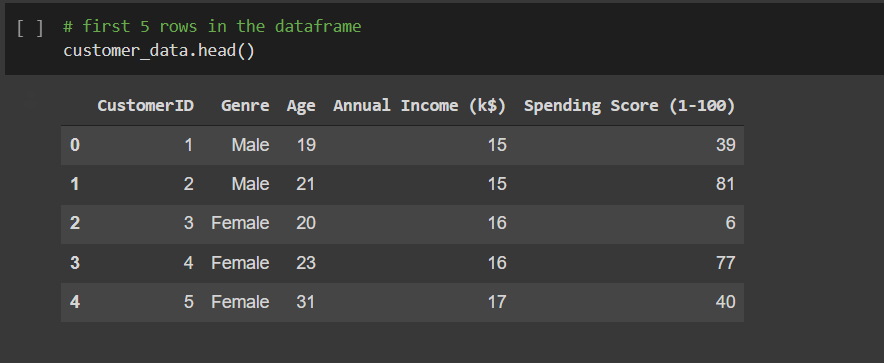 [ ] # first 5 rows in the dataframe
customer_data.head()
CustomerID Genre Age Annual Income (k$) Spending Score (1-100)
0 1 Male 19 15 39
1 2 Male 21 15 81
2 3 Female 20 16 6
3 4 Female 23 16 77
4 5 Female 31 17 40